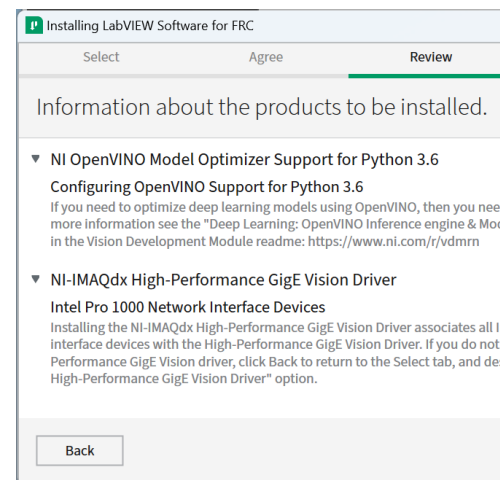 Installing LabVIEW Software for FRC
Select Agree Review
Information about the products to be installed.
NI OpenVINO Model Optimizer Support for Python 3.6
Configuring OpenVINO Support for Python 3.6
If you need to optimize deep learning models using OpenVINO, then you nee
more information see the "Deep Learning: OpenVINO Inference engine & Mod
in the Vision Development Module readme: https://www.ni.com/r/vdmrn
NI-IMAQdx High-Performance GigE Vision Driver
Intel Pro 1000 Network Interface Devices
Installing the NI-IMAQdx High-Performance GigE Vision Driver associates all I
interface devices with the High-Performance GigE Vision Driver. If you do not
Performance GigE Vision driver, click Back to return to the Select tab, and de
High-Performance GigE Vision Driver" option.
Back